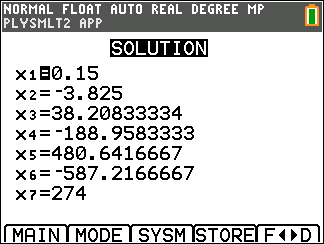 NORMAL FLOAT AUTO REAL DEGREE MP
PLYSMLT2 APP
SOLUTION
x1=0.15
x2=-3.825
x3=38.20833334
x4=-188.9583333
x5=480.6416667
x6=-587.2166667
x7=274
MAIN MODE SYSM STORE F◄►D